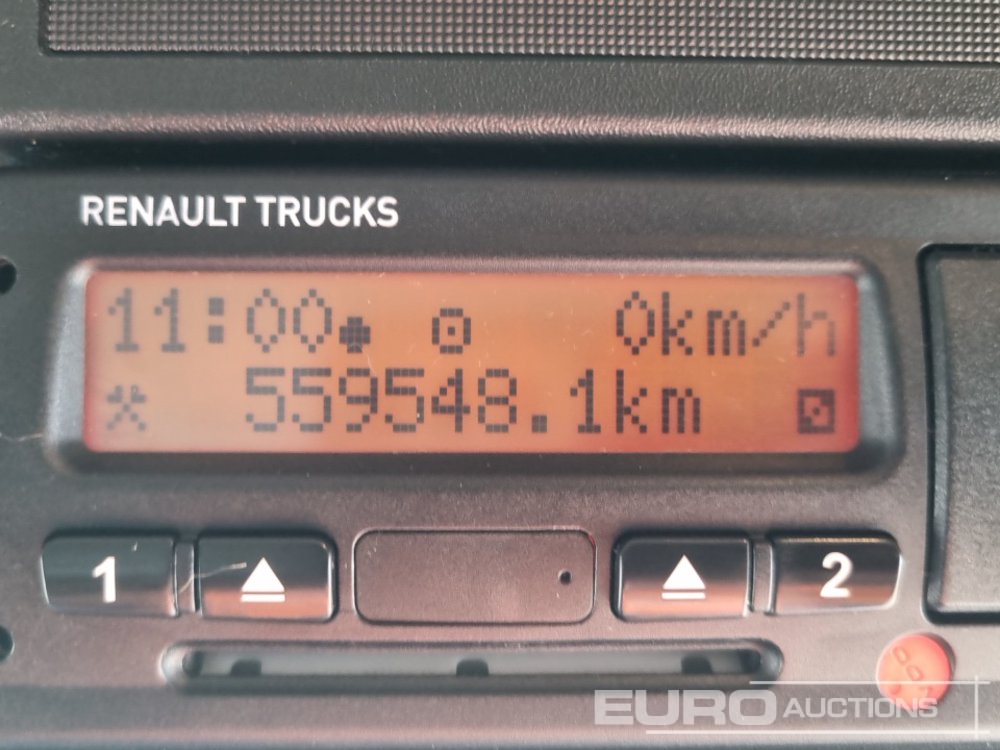 RENAULT TRUCKS
11:00 0km/h
559548.1km
1 2
EURO AUCTIONS